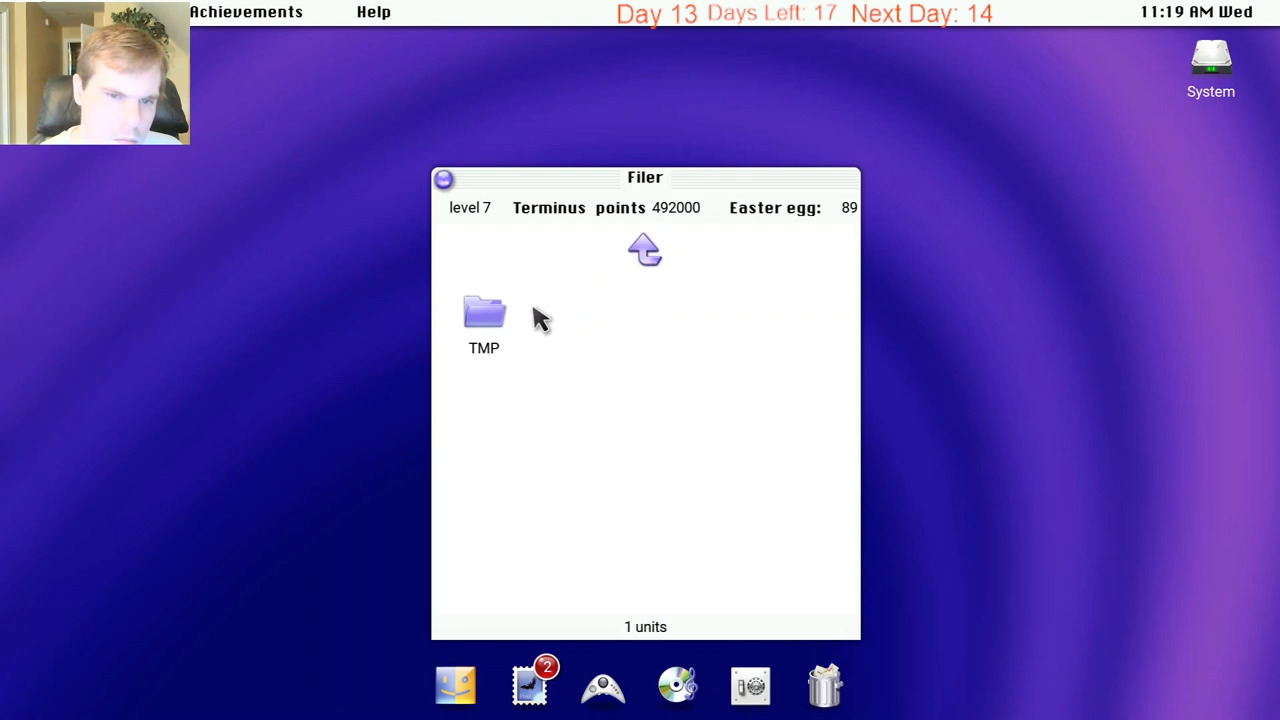 Achievements Help Day 13 Days Left: 17 Next Day: 14 11:19 AM Wed
System
Filer
level 7 Terminus points 492000 Easter egg: 89
TMP
1 units
2